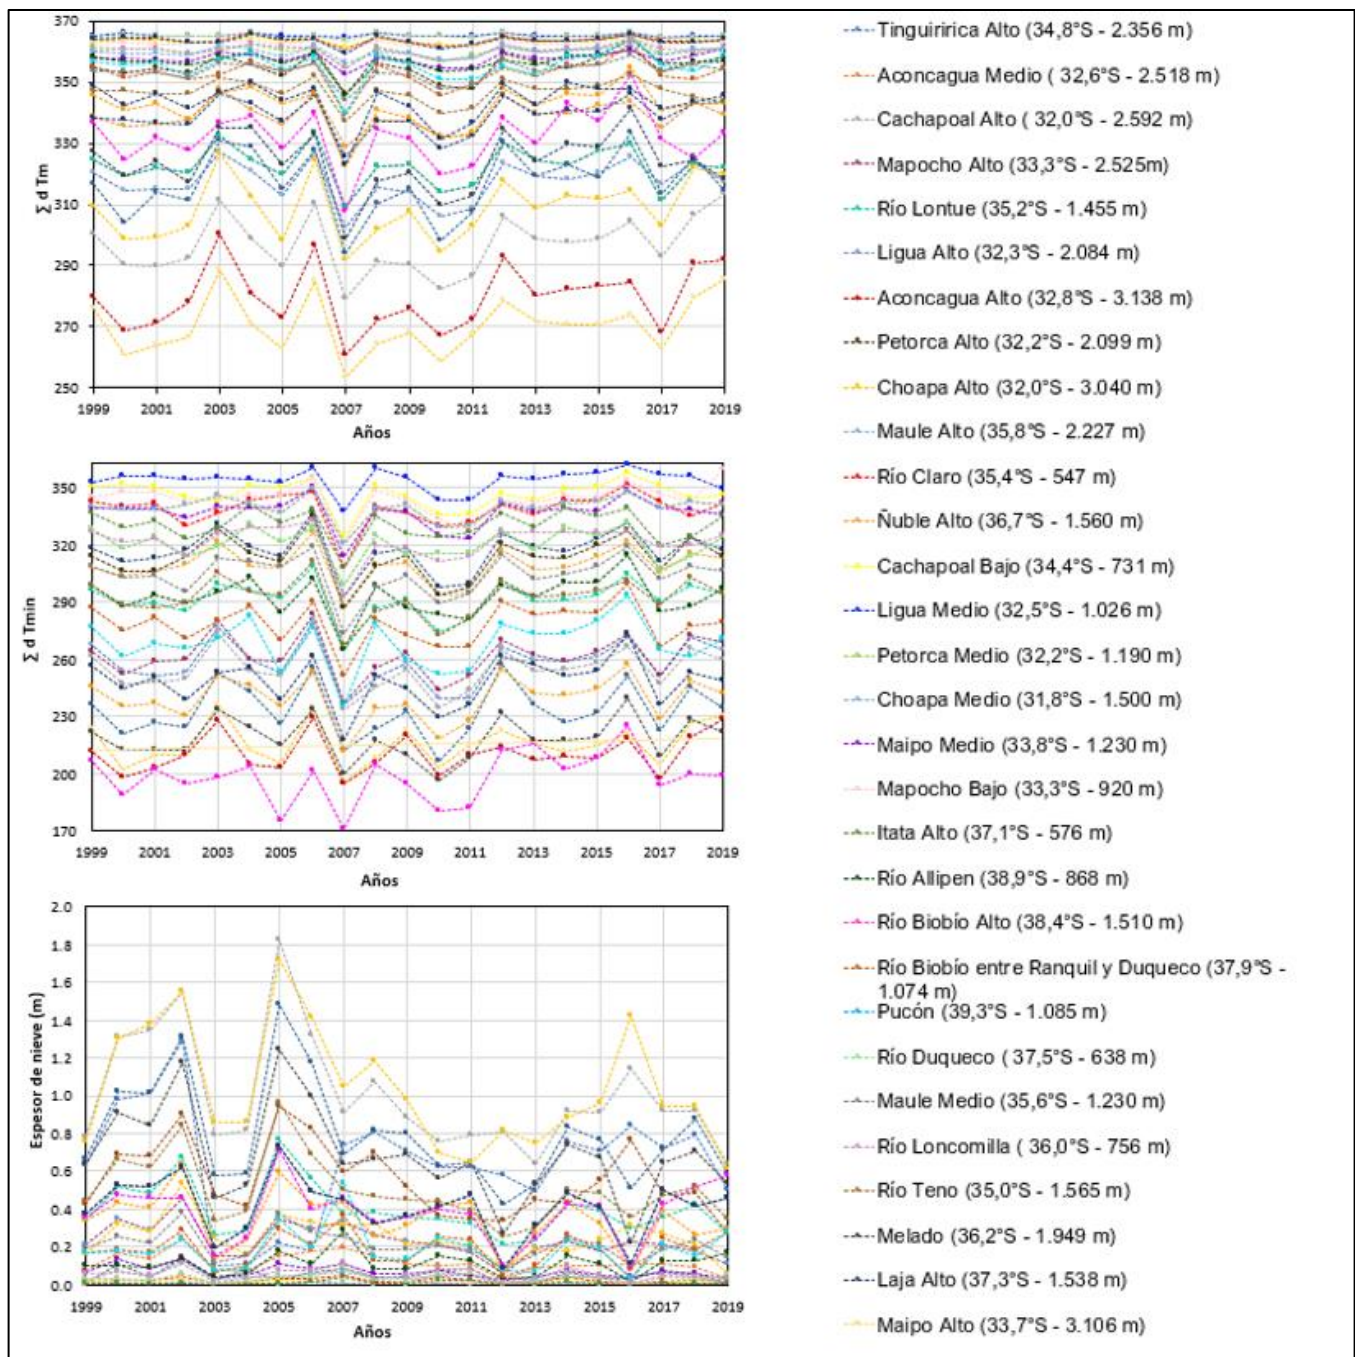 370
350
330
310
290
270
250
∑ d Tm
1999 2001 2003 2005 2007 2009 2011 2013 2015 2017 2019
Años
350
320
290
260
230
200
170
∑ d Tmin
1999 2001 2003 2005 2007 2009 2011 2013 2015 2017 2019
Años
2.0
1.8
1.6
1.4
1.2
1.0
0.8
0.6
0.4
0.2
0.0
Espesor de nieve (m)
1999 2001 2003 2005 2007 2009 2011 2013 2015 2017 2019
Años
Tinguiririca Alto (34,8°S - 2.356 m)
Aconcagua Medio ( 32,6°S - 2.518 m)
Cachapoal Alto ( 32,0°S - 2.592 m)
Mapocho Alto (33,3°S - 2.525m)
Río Lontue (35,2°S - 1.455 m)
Ligua Alto (32,3°S - 2.084 m)
Aconcagua Alto (32,8°S - 3.138 m)
Petorca Alto (32,2°S - 2.099 m)
Choapa Alto (32,0°S - 3.040 m)
Maule Alto (35,8°S - 2.227 m)
Río Claro (35,4°S - 547 m)
Ñuble Alto (36,7°S - 1.560 m)
Cachapoal Bajo (34,4°S - 731 m)
Ligua Medio (32,5°S - 1.026 m)
Petorca Medio (32,2°S - 1.190 m)
Choapa Medio (31,8°S - 1.500 m)
Maipo Medio (33,8°S - 1.230 m)
Mapocho Bajo (33,3°S - 920 m)
Itata Alto (37,1°S - 576 m)
Río Allipen (38,9°S - 868 m)
Río Biobío Alto (38,4°S - 1.510 m)
Río Biobío entre Ranquil y Duqueco (37,9°S -
1.074 m)
Pucón (39,3°S - 1.085 m)
Río Duqueco ( 37,5°S - 638 m)
Maule Medio (35,6°S - 1.230 m)
Río Loncomilla ( 36,0°S - 756 m)
Río Teno (35,0°S - 1.565 m)
Melado (36,2°S - 1.949 m)
Laja Alto (37,3°S - 1.538 m)
Maipo Alto (33,7°S - 3.106 m)